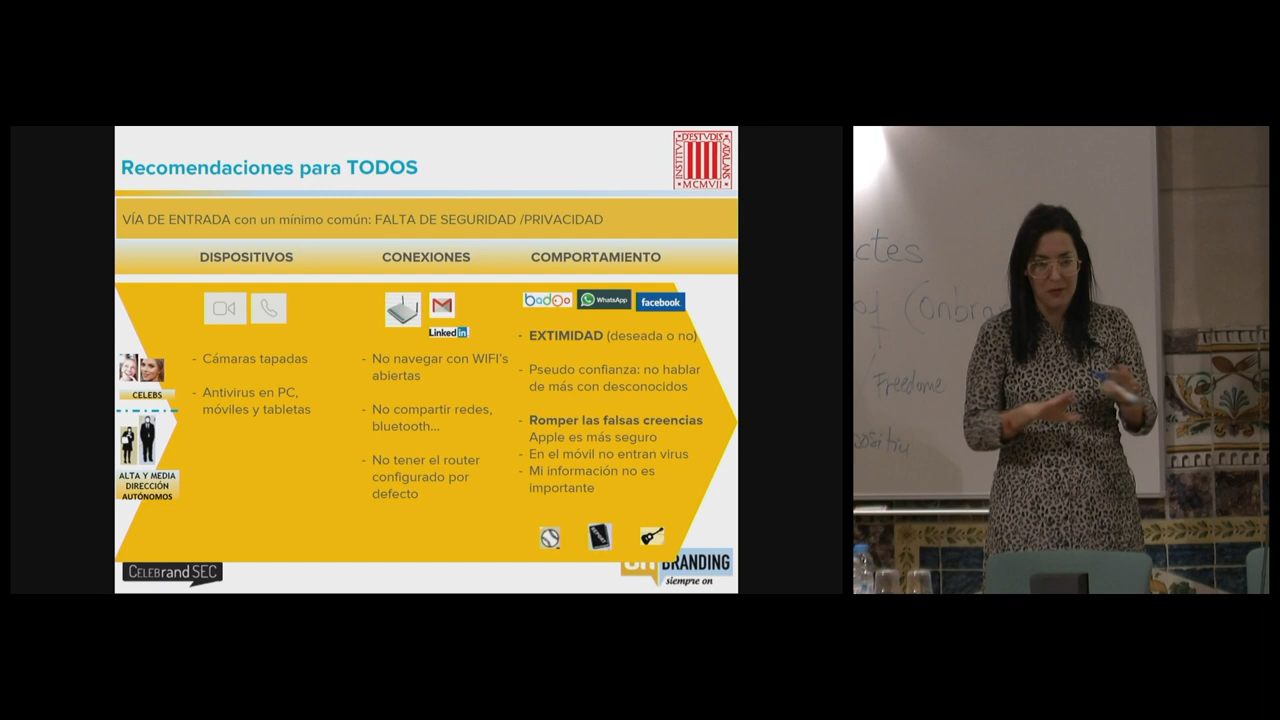 Recomendaciones para TODOS
INSTITUT D'ESTUDIS CATALANS
MCMVII
VÍA DE ENTRADA con un mínimo común: FALTA DE SEGURIDAD /PRIVACIDAD
DISPOSITIVOS
CONEXIONES
COMPORTAMIENTO
- Cámaras tapadas
- Antivirus en PC,
móviles y tabletas
LinkedIn
- No navegar con WIFI's
abiertas
- No compartir redes,
bluetooth...
- No tener el router
configurado por
defecto
badoo
WhatsApp
facebook
- EXTIMIDAD (deseada o no)
- Pseudo confianza: no hablar
de más con desconocidos
- Romper las falsas creencias
Apple es más seguro
- En el móvil no entran virus
- Mi información no es
importante
CELEBS
ALTA Y MEDIA
DIRECCIÓN
AUTÓNOMOS
CELEBrandSEC
ON BRANDING
siempre on
ctes
(Onbra
Freedome
positiu